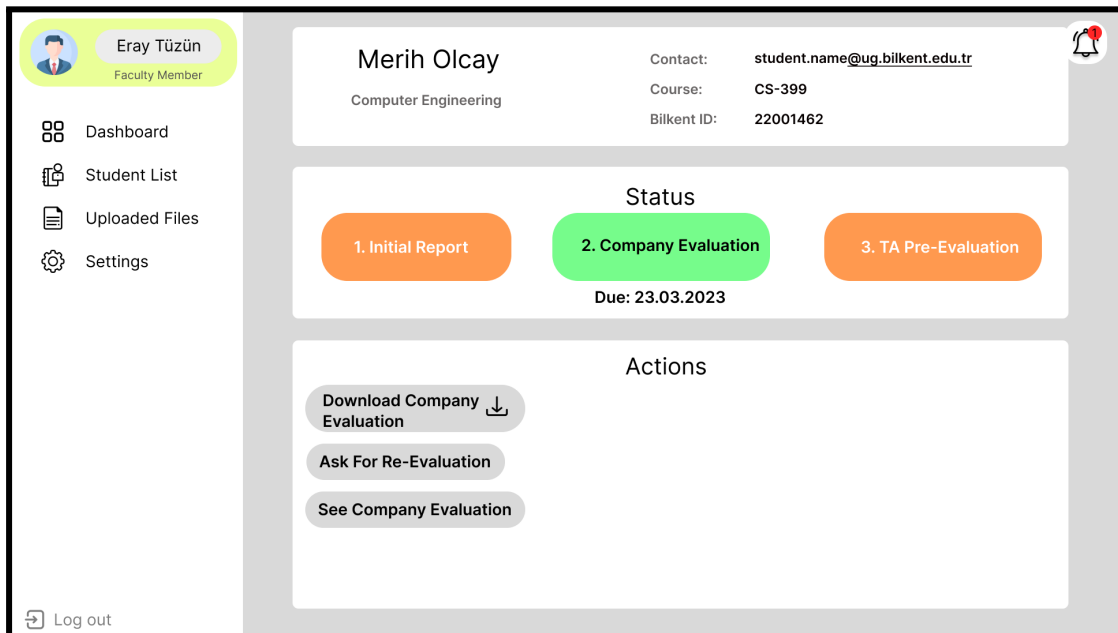 Eray Tüzün
Faculty Member
Dashboard
Student List
Uploaded Files
Settings
Log out
Merih Olcay
Computer Engineering
Contact: student.name@ug.bilkent.edu.tr
Course: CS-399
Bilkent ID: 22001462
1
Status
1. Initial Report
2. Company Evaluation
3. TA Pre-Evaluation
Due: 23.03.2023
Actions
Download Company
Evaluation
Ask For Re-Evaluation
See Company Evaluation